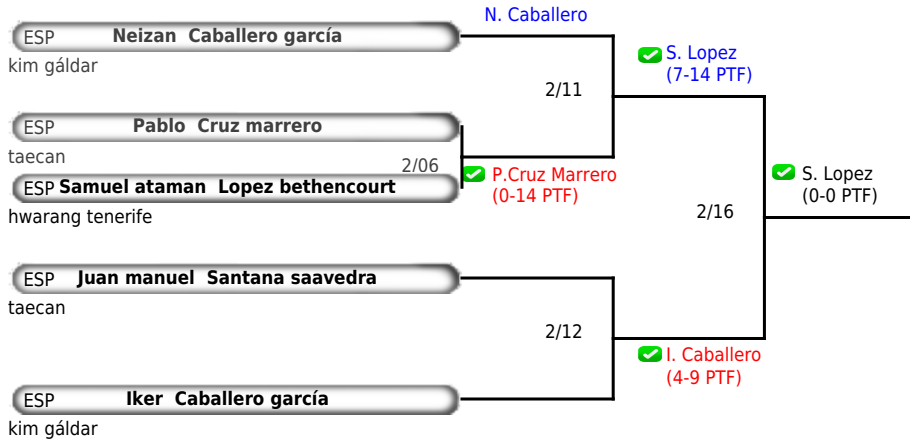 N. Caballero
ESP Neizan Caballero garcía
kim gáldar
S. Lopez
(7-14 PTF)
2/11
ESP Pablo Cruz marrero
taecan
2/06
ESP Samuel ataman Lopez bethencourt
hwarang tenerife
P.Cruz Marrero
(0-14 PTF)
S. Lopez
(0-0 PTF)
2/16
ESP Juan manuel Santana saavedra
taecan
2/12
I. Caballero
(4-9 PTF)
ESP Iker Caballero garcía
kim gáldar